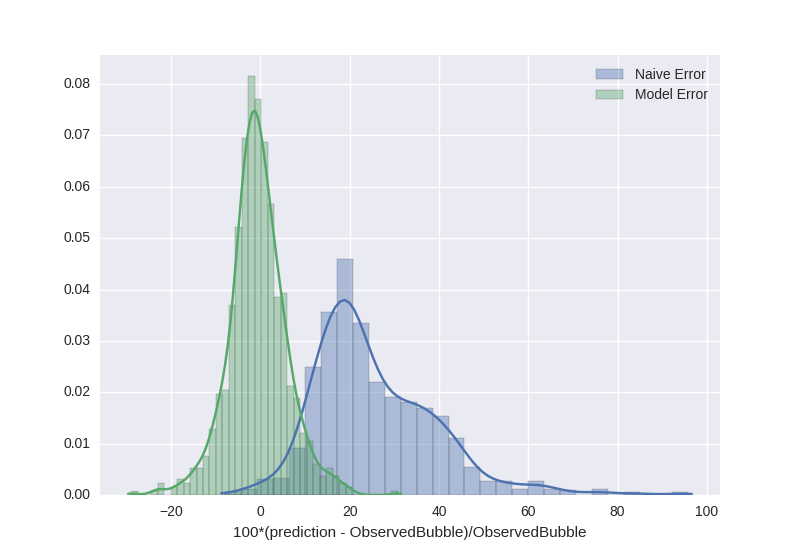 Naive Error
Model Error
0.08
0.07
0.06
0.05
0.04
0.03
0.02
0.01
0.00
−20 0 20 40 60 80 100
100*(prediction - ObservedBubble)/ObservedBubble